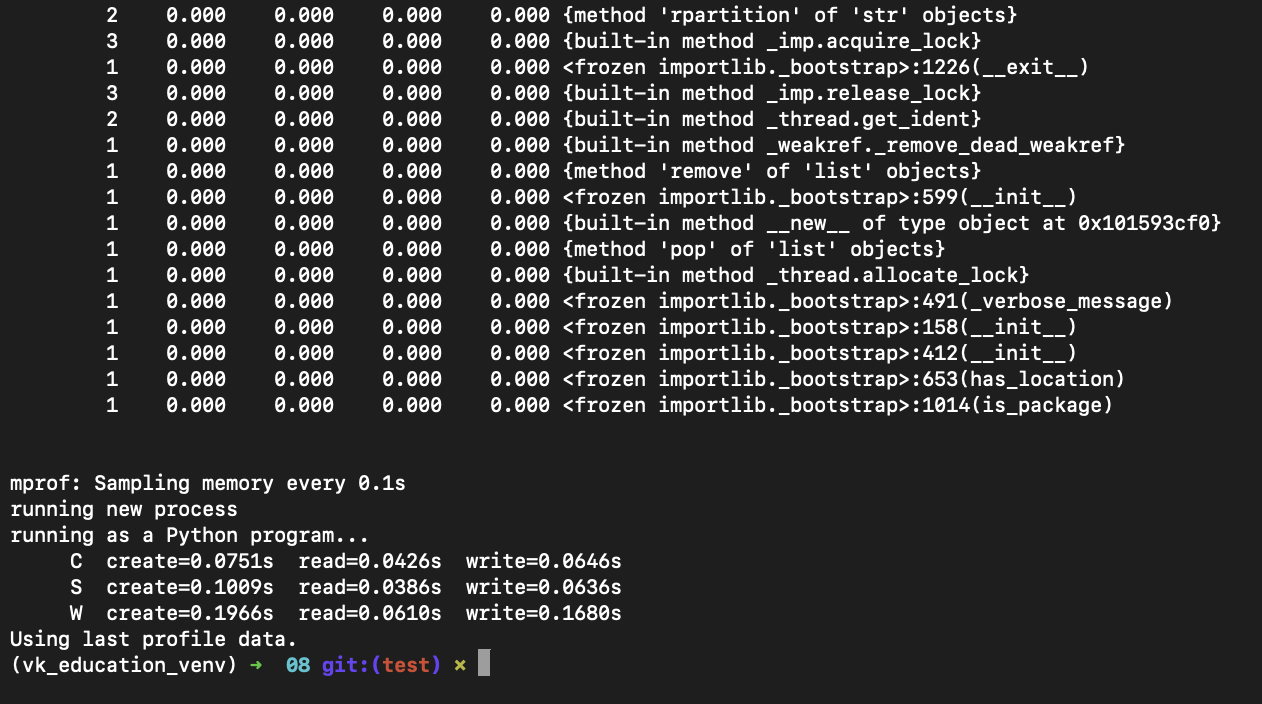 2    0.000    0.000    0.000    0.000 {method 'rpartition' of 'str' objects}
3    0.000    0.000    0.000    0.000 {built-in method _imp.acquire_lock}
1    0.000    0.000    0.000    0.000 <frozen importlib._bootstrap>:1226(__exit__)
3    0.000    0.000    0.000    0.000 {built-in method _imp.release_lock}
2    0.000    0.000    0.000    0.000 {built-in method _thread.get_ident}
1    0.000    0.000    0.000    0.000 {built-in method _weakref._remove_dead_weakref}
1    0.000    0.000    0.000    0.000 {method 'remove' of 'list' objects}
1    0.000    0.000    0.000    0.000 <frozen importlib._bootstrap>:599(__init__)
1    0.000    0.000    0.000    0.000 {built-in method __new__ of type object at 0x101593cf0}
1    0.000    0.000    0.000    0.000 {method 'pop' of 'list' objects}
1    0.000    0.000    0.000    0.000 {built-in method _thread.allocate_lock}
1    0.000    0.000    0.000    0.000 <frozen importlib._bootstrap>:491(_verbose_message)
1    0.000    0.000    0.000    0.000 <frozen importlib._bootstrap>:158(__init__)
1    0.000    0.000    0.000    0.000 <frozen importlib._bootstrap>:412(__init__)
1    0.000    0.000    0.000    0.000 <frozen importlib._bootstrap>:653(has_location)
1    0.000    0.000    0.000    0.000 <frozen importlib._bootstrap>:1014(is_package)
mprof: Sampling memory every 0.1s
running new process
running as a Python program...
C  create=0.0751s  read=0.0426s  write=0.0646s
S  create=0.1009s  read=0.0386s  write=0.0636s
W  create=0.1966s  read=0.0610s  write=0.1680s
Using last profile data.
(vk_education_venv) ➜  08 git:(test) ×